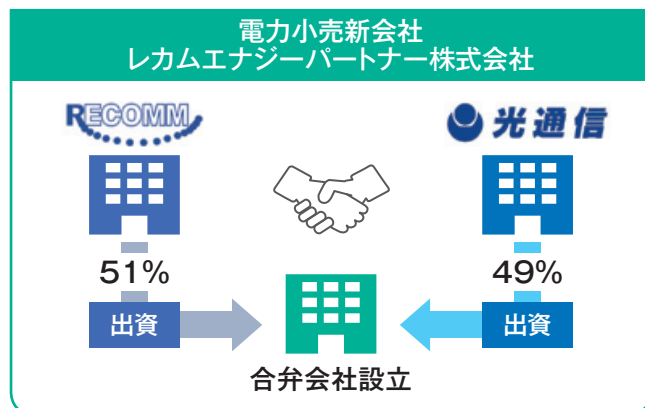 電力小売新会社
レカムエナジーパートナー株式会社
RECOMM
光通信
51%
49%
出資
出資
合弁会社設立